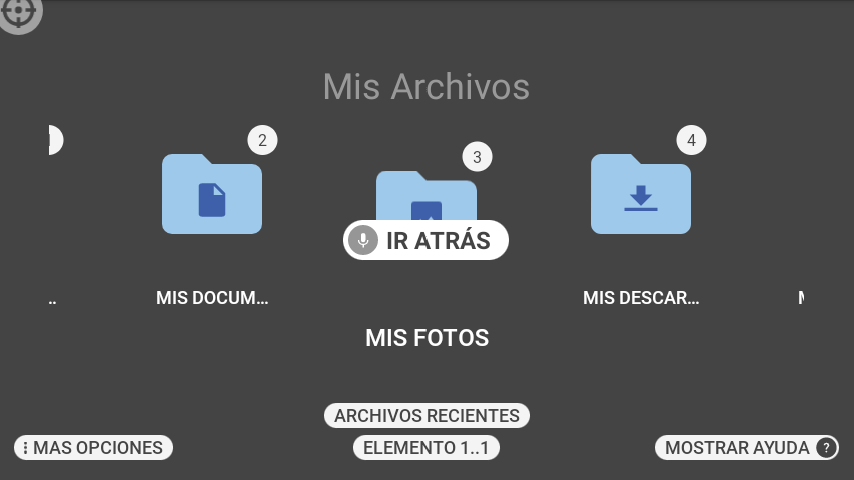 Mis Archivos
2
3
4
IR ATRÁS
..
MIS DOCUM...
MIS DESCAR...
MIS FOTOS
ARCHIVOS RECIENTES
MAS OPCIONES
ELEMENTO 1..1
MOSTRAR AYUDA ?